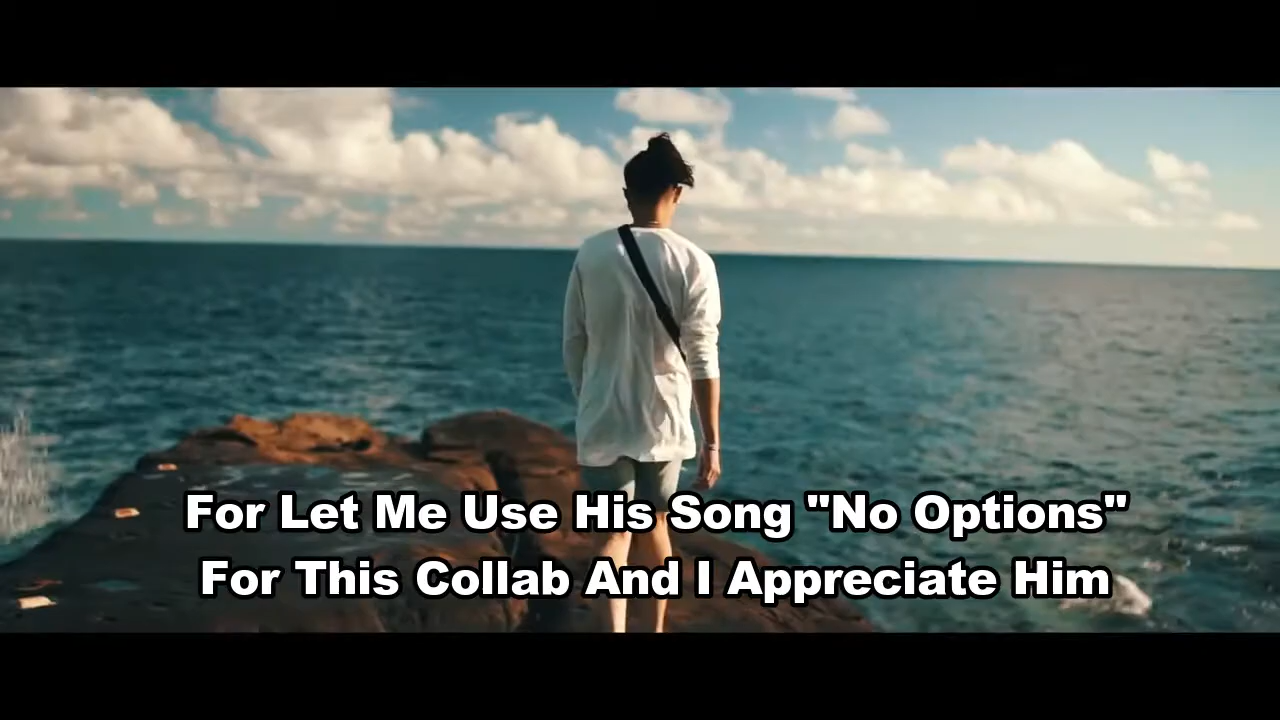 For Let Me Use His Song "No Options"
For This Collab And I Appreciate Him